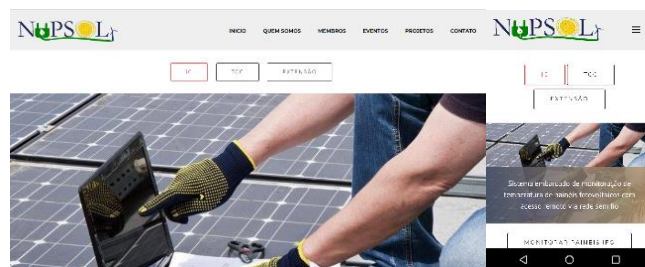 NUPSOL
INICIO QUEM SOMOS MEMBROS EVENTOS PROJETOS CONTATO
IC TCC EXTENSÃO
NUPSOL
IC TCC
EXTENSÃO
Sistema embarcado de monitoração de
temperatura de painéis fotovoltaicos com
acesso remoto via rede sem fio
MONITORAR PAINEIS IFG